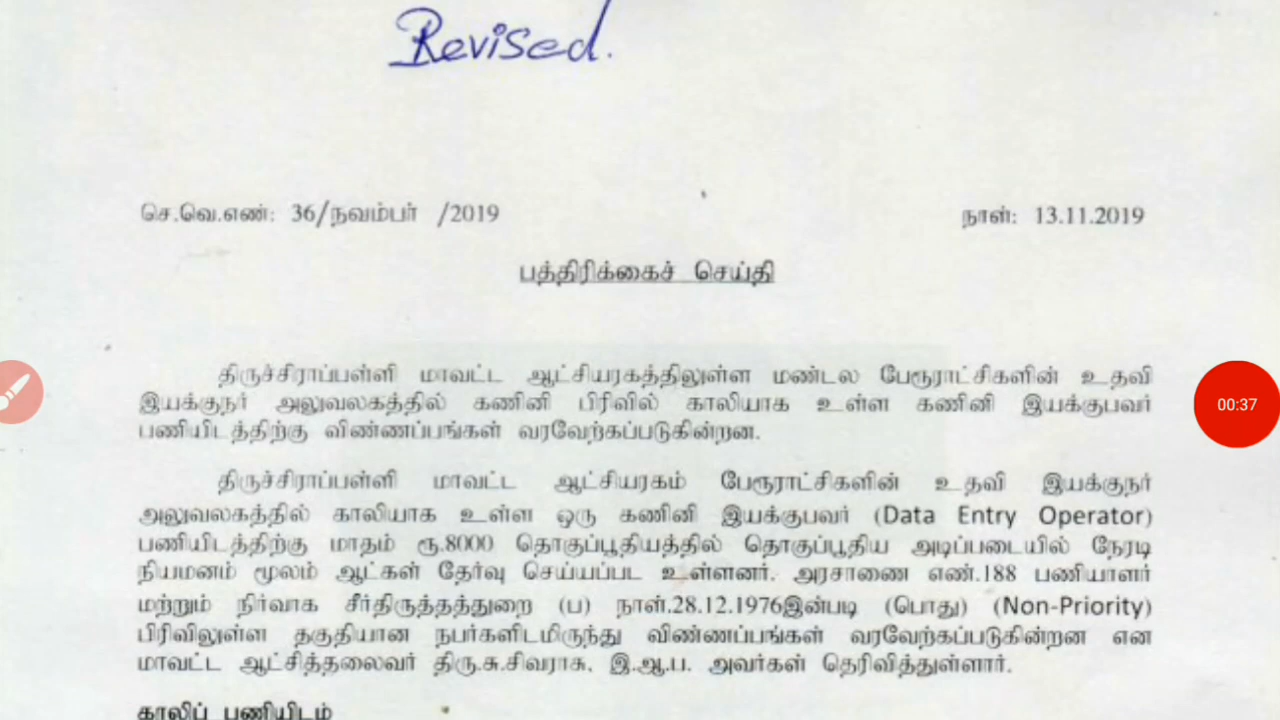 Revised.
செ.வெ.எண்: 36/நவம்பர் /2019 நாள்: 13.11.2019
பத்திரிக்கைச் செய்தி
திருச்சிராப்பள்ளி மாவட்ட ஆட்சியரகத்திலுள்ள மண்டல பேரூராட்சிகளின் உதவி
இயக்குநர் அலுவலகத்தில் கணினி பிரிவில் காலியாக உள்ள கணினி இயக்குபவர்
பணியிடத்திற்கு விண்ணப்பங்கள் வரவேற்கப்படுகின்றன.
திருச்சிராப்பள்ளி மாவட்ட ஆட்சியரகம் பேரூராட்சிகளின் உதவி இயக்குநர்
அலுவலகத்தில் காலியாக உள்ள ஒரு கணினி இயக்குபவர் (Data Entry Operator)
பணியிடத்திற்கு மாதம் ரூ.8000 தொகுப்பூதியத்தில் தொகுப்பூதிய அடிப்படையில் நேரடி
நியமனம் மூலம் ஆட்கள் தேர்வு செய்யப்பட உள்ளனர். அரசாணை எண்.188 பணியாளர்
மற்றும் நிர்வாக சீர்திருத்தத்துறை (ப) நாள்.28.12.1976இன்படி (பொது) (Non-Priority)
பிரிவிலுள்ள தகுதியான நபர்களிடமிருந்து விண்ணப்பங்கள் வரவேற்கப்படுகின்றன என
மாவட்ட ஆட்சித்தலைவர் திரு.சு.சிவராசு. இ.ஆ.ப. அவர்கள் தெரிவித்துள்ளார்.
காலிப் பணியிடம்
00:37